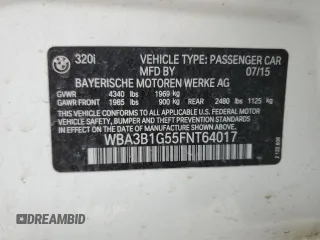 320i
VEHICLE TYPE: PASSENGER CAR
MFD BY 07/15
BAYERISCHE MOTOREN WERKE AG
GVWR 4340 lbs 1969 kg
GAWR FRONT 1985 lbs 900 kg REAR 2480 lbs 1125 kg
THIS VEHICLE CONFORMS TO ALL APPLICABLE
FEDERAL MOTOR VEHICLE SAFETY, BUMPER, AND
THEFT PREVENTION STANDARDS IN EFFECT ON THE
DATE OF MANUFACTURE SHOWN ABOVE.
WBA3B1G55FNT64017
AUTOBIDMAP